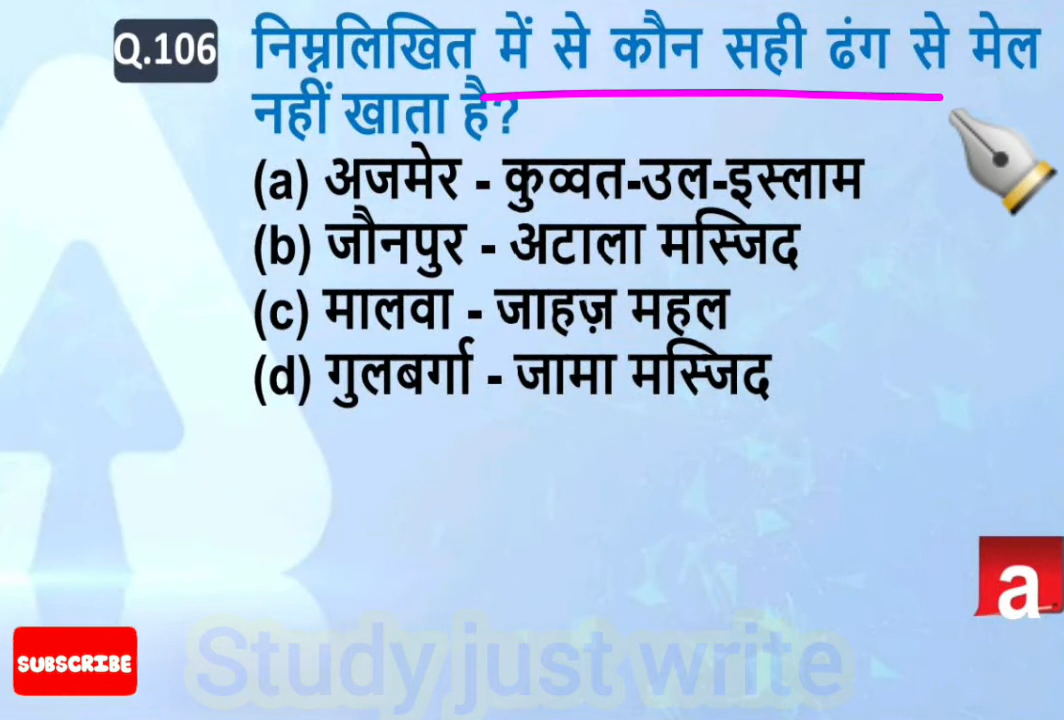 Q.106 निम्नलिखित में से कौन सही ढंग से मेल
नहीं खाता है?
(a) अजमेर - कुव्वत-उल-इस्लाम
(b) जौनपुर - अटाला मस्जिद
(c) मालवा - जाहज़ महल
(d) गुलबर्गा - जामा मस्जिद
a
SUBSCRIBE
Study just write